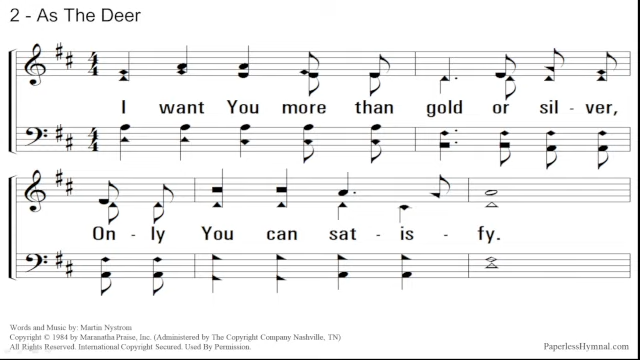 2 - As The Deer
I want You more than gold or sil - ver,
On - ly You can sat - is - fy.
Words and Music by: Martin Nystrom
Copyright © 1984 by Maranatha Praise, Inc. (Administered by The Copyright Company Nashville, TN)
All Rights Reserved. International Copyright Secured. Used By Permission.
PaperlessHymnal.com